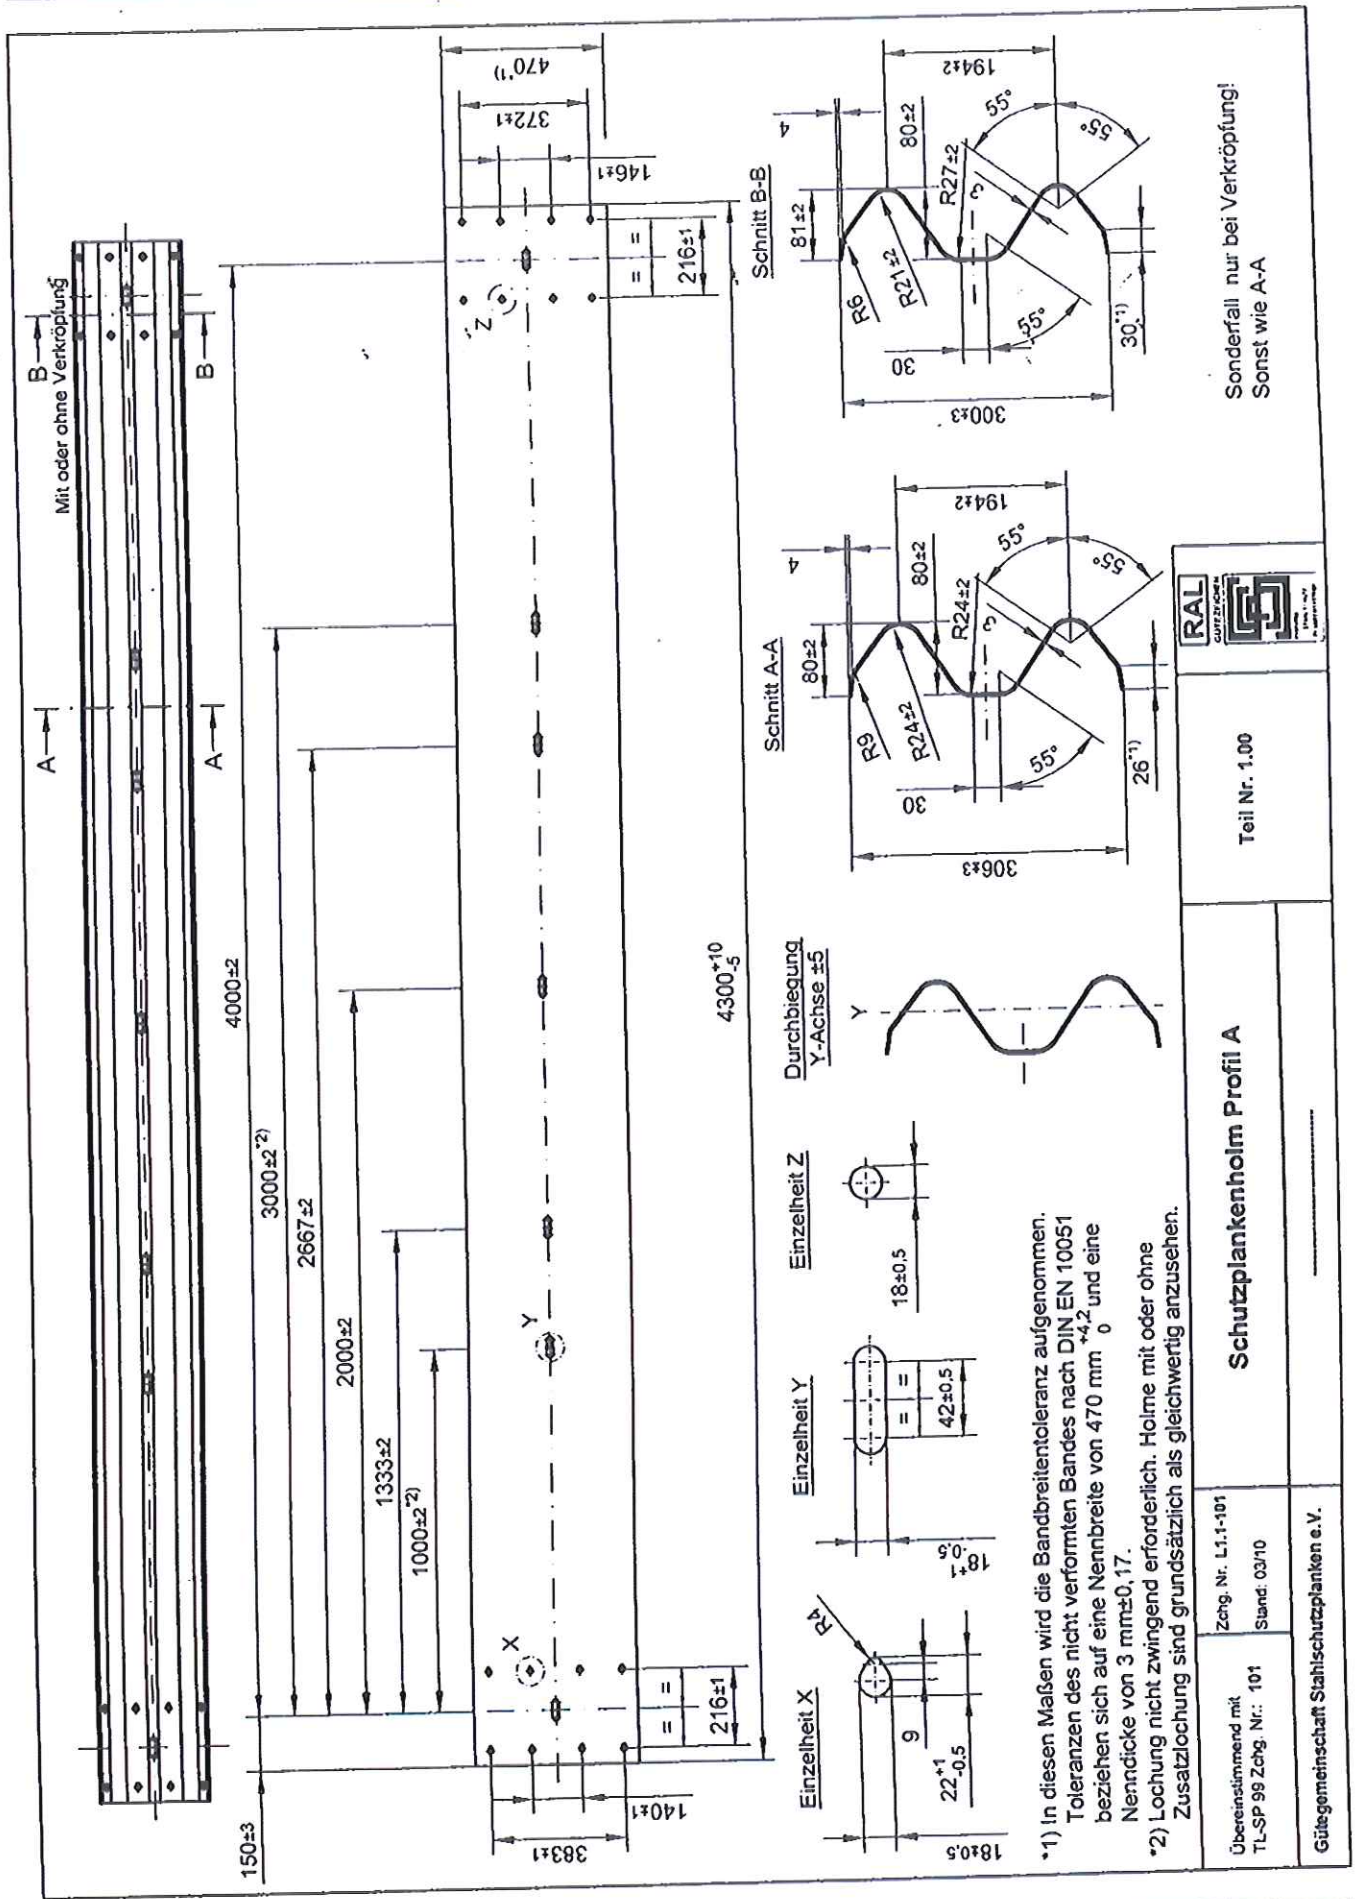 B
B
Mit oder ohne Verkröpfung
A
A
150±3
4000±2
3000±2*2)
2667±2
2000±2
1333±2
1000±2*2)
X
Y
Z
383±1
140±1
= =
216±1
= =
216±1
146±1
372±1
470*1)
4300+10
-5
Einzelheit X
R4
9
22+1
-0.5
18±0.5
Einzelheit Y
= =
42±0.5
18+1
-0.5
Einzelheit Z
18±0.5
Durchbiegung
Y-Achse ±5
Y
Schnitt A-A
80±2
4
R9
R24±2
80±2
R24±2
3
194±2
55°
55°
55°
30
306±3
26*1)
Schnitt B-B
81±2
4
R6
R21±2
80±2
R27±2
3
194±2
55°
55°
55°
30
300±3
30*1)
Sonderfall nur bei Verkröpfung!
Sonst wie A-A
*1) In diesen Maßen wird die Bandbreitentoleranz aufgenommen.
Toleranzen des nicht verformten Bandes nach DIN EN 10051
beziehen sich auf eine Nennbreite von 470 mm +4,2 0 und eine
Nenndicke von 3 mm±0,17.
*2) Lochung nicht zwingend erforderlich. Holme mit oder ohne
Zusatzlochung sind grundsätzlich als gleichwertig anzusehen.
Übereinstimmend mit
TL-SP 99 Zchg. Nr.: 101
Zchg. Nr. L1.1-101
Stand: 03/10
Schutzplankenholm Profil A
Teil Nr. 1.00
RAL
GÜTEZEICHEN
Gütegemeinschaft Stahlschutzplanken e.V.